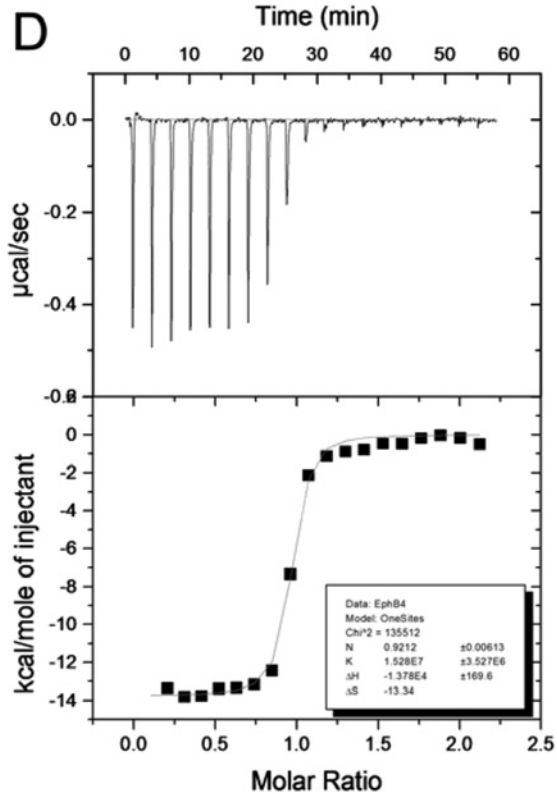 D
Time (min)
0 10 20 30 40 50 60
0.0
-0.2
-0.4
µcal/sec
0
-2
-4
-6
-8
-10
-12
-14
kcal/mole of injectant
Data: EphB4
Model: OneSites
Chi^2 = 135512
N 0.9212 ±0.00613
K 1.528E7 ±3.527E6
ΔH -1.378E4 ±169.6
ΔS -13.34
0.0 0.5 1.0 1.5 2.0 2.5
Molar Ratio